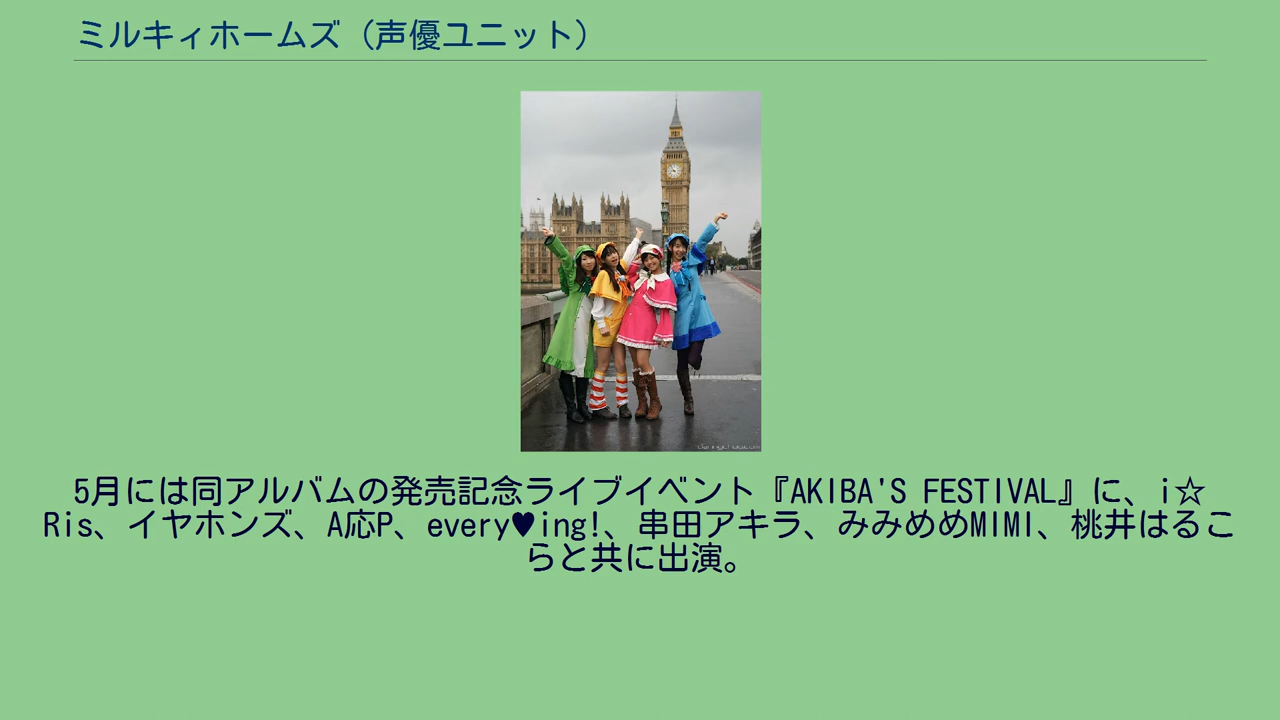 ミルキィホームズ（声優ユニット）
5月には同アルバムの発売記念ライブイベント『AKIBA'S FESTIVAL』に、i☆
Ris、イヤホンズ、A応P、every♥ing!、串田アキラ、みみめめMIMI、桃井はるこ
らと共に出演。